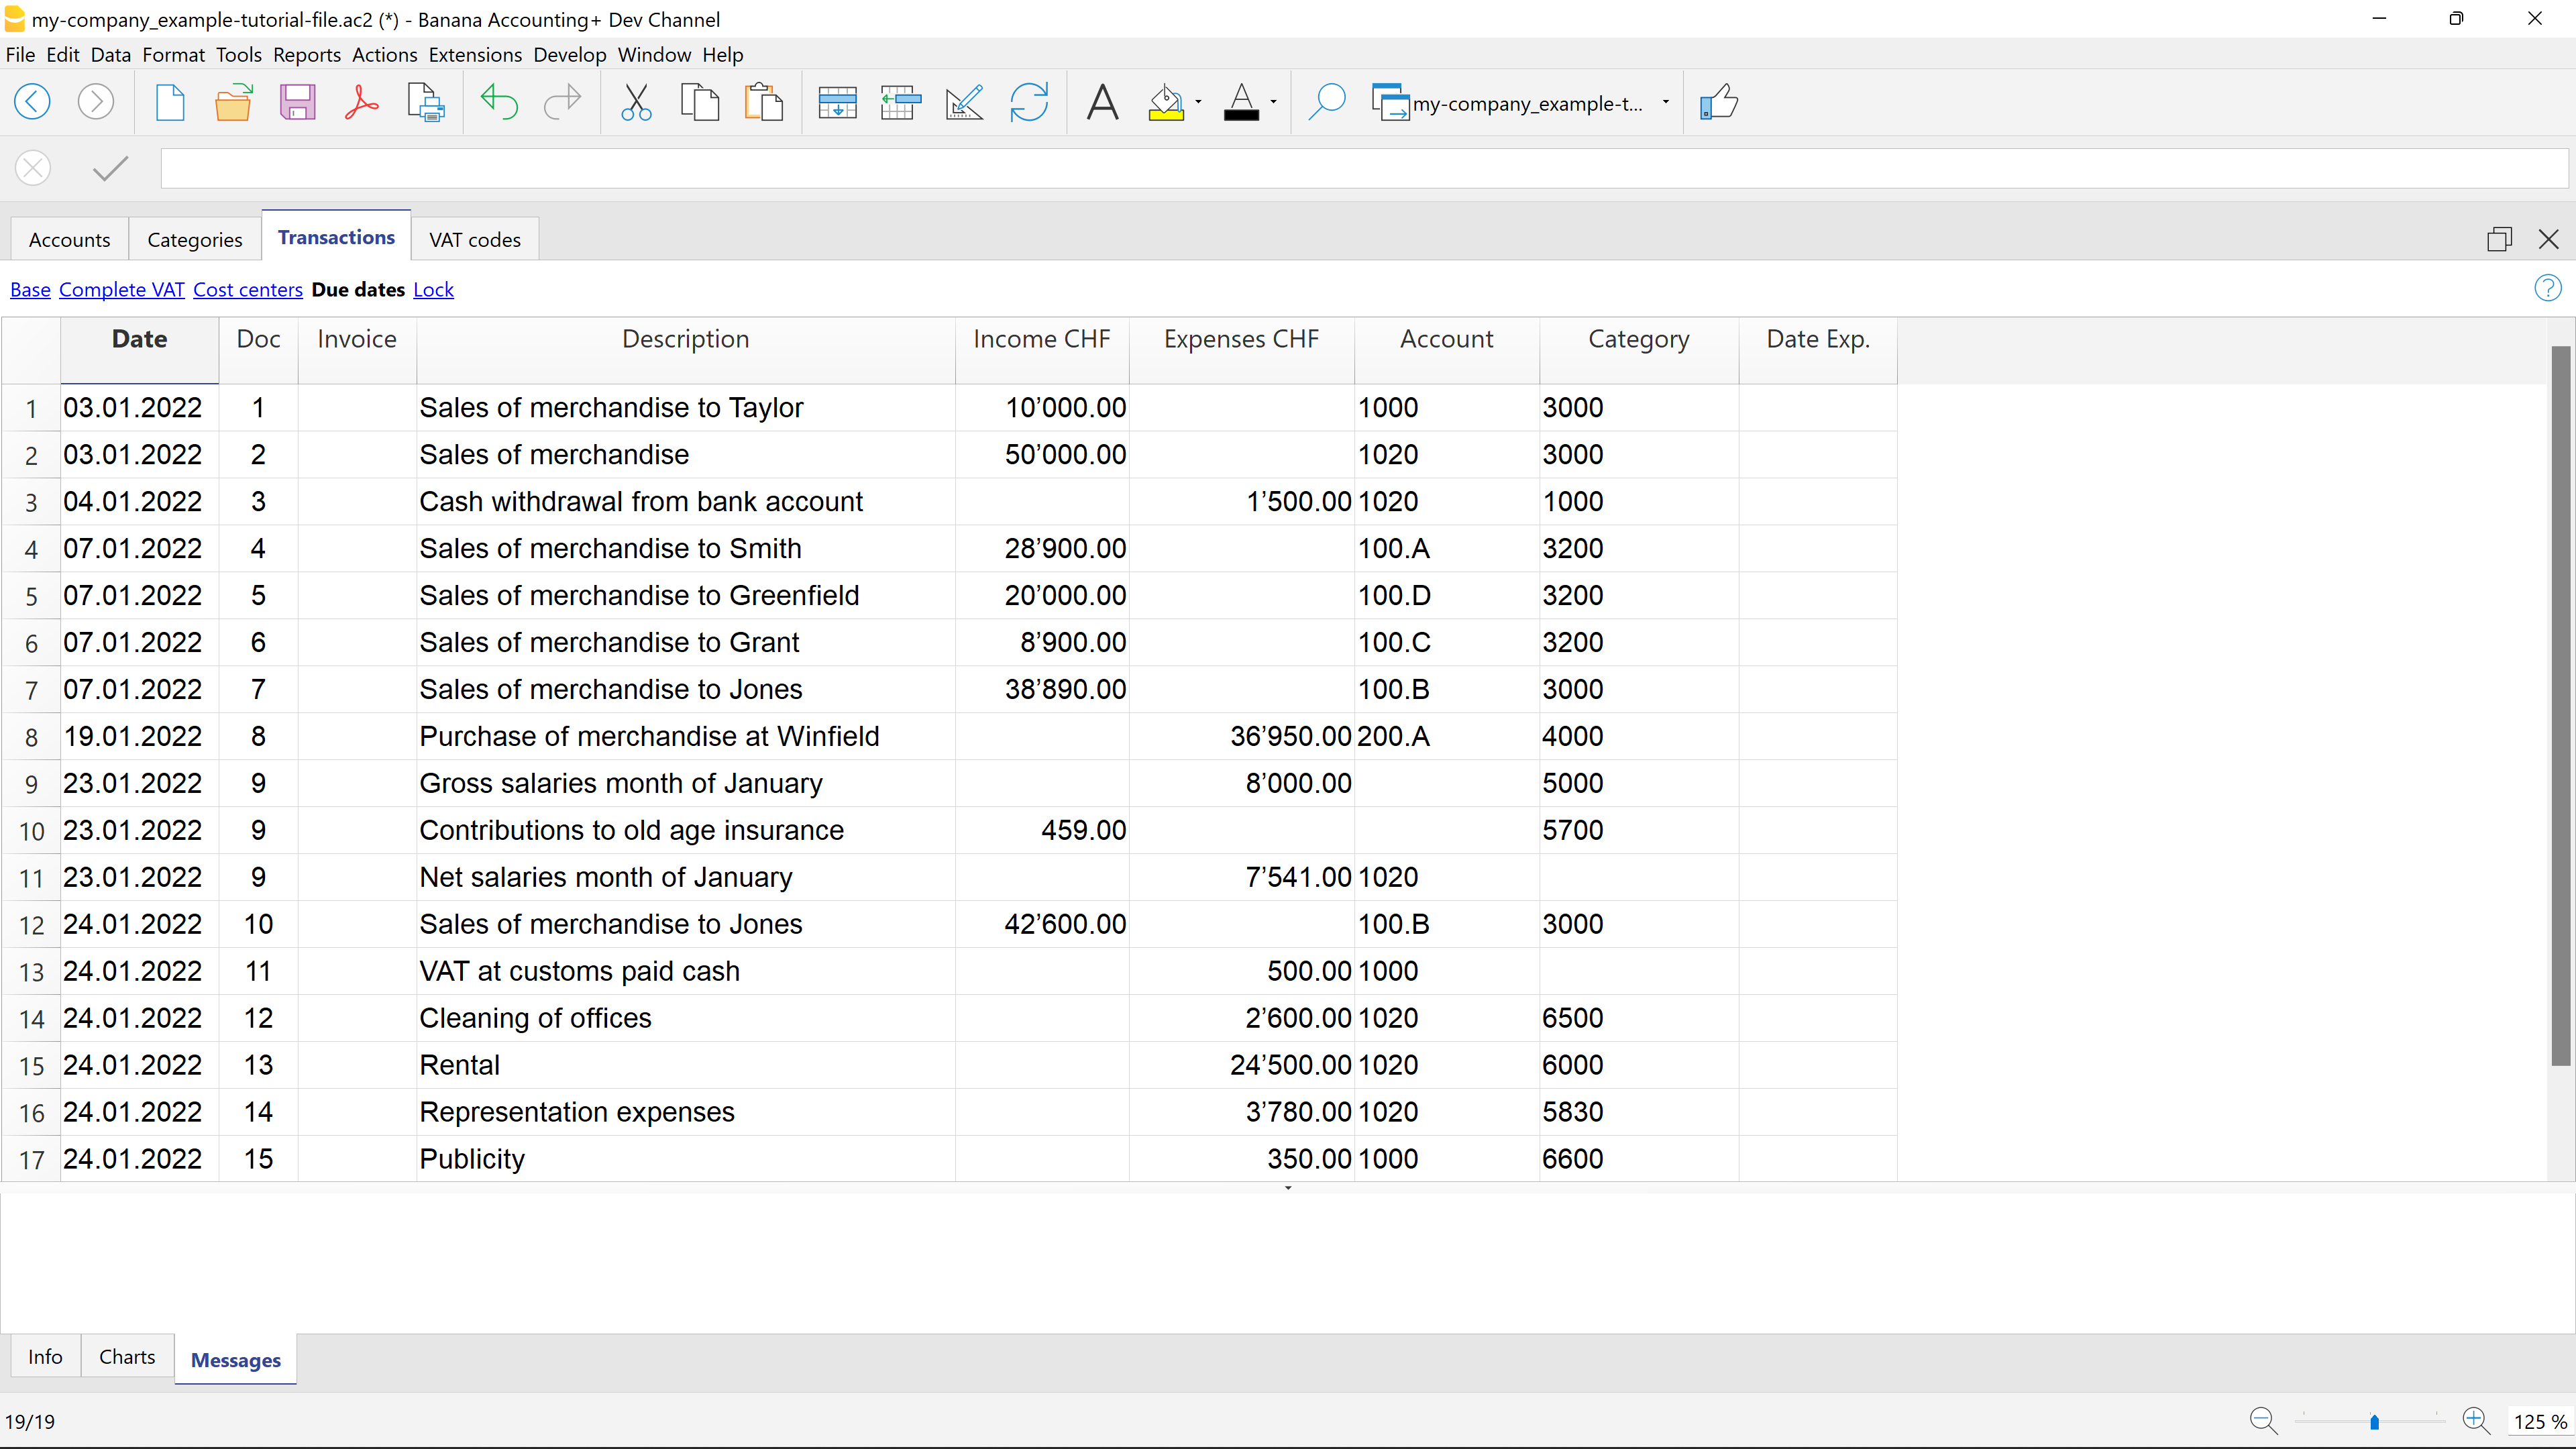 my-company_example-tutorial-file.ac2 (*) - Banana Accounting+ Dev Channel
File Edit Data Format Tools Reports Actions Extensions Develop Window Help
my-company_example-t...
Accounts Categories Transactions VAT codes
Base Complete VAT Cost centers Due dates Lock
Date Doc Invoice Description Income CHF Expenses CHF Account Category Date Exp.
1 03.01.2022 1 Sales of merchandise to Taylor 10’000.00 1000 3000
2 03.01.2022 2 Sales of merchandise 50’000.00 1020 3000
3 04.01.2022 3 Cash withdrawal from bank account 1’500.00 1020 1000
4 07.01.2022 4 Sales of merchandise to Smith 28’900.00 100.A 3200
5 07.01.2022 5 Sales of merchandise to Greenfield 20’000.00 100.D 3200
6 07.01.2022 6 Sales of merchandise to Grant 8’900.00 100.C 3200
7 07.01.2022 7 Sales of merchandise to Jones 38’890.00 100.B 3000
8 19.01.2022 8 Purchase of merchandise at Winfield 36’950.00 200.A 4000
9 23.01.2022 9 Gross salaries month of January 8’000.00 5000
10 23.01.2022 9 Contributions to old age insurance 459.00 5700
11 23.01.2022 9 Net salaries month of January 7’541.00 1020
12 24.01.2022 10 Sales of merchandise to Jones 42’600.00 100.B 3000
13 24.01.2022 11 VAT at customs paid cash 500.00 1000
14 24.01.2022 12 Cleaning of offices 2’600.00 1020 6500
15 24.01.2022 13 Rental 24’500.00 1020 6000
16 24.01.2022 14 Representation expenses 3’780.00 1020 5830
17 24.01.2022 15 Publicity 350.00 1000 6600
Info Charts Messages
19/19 125 %